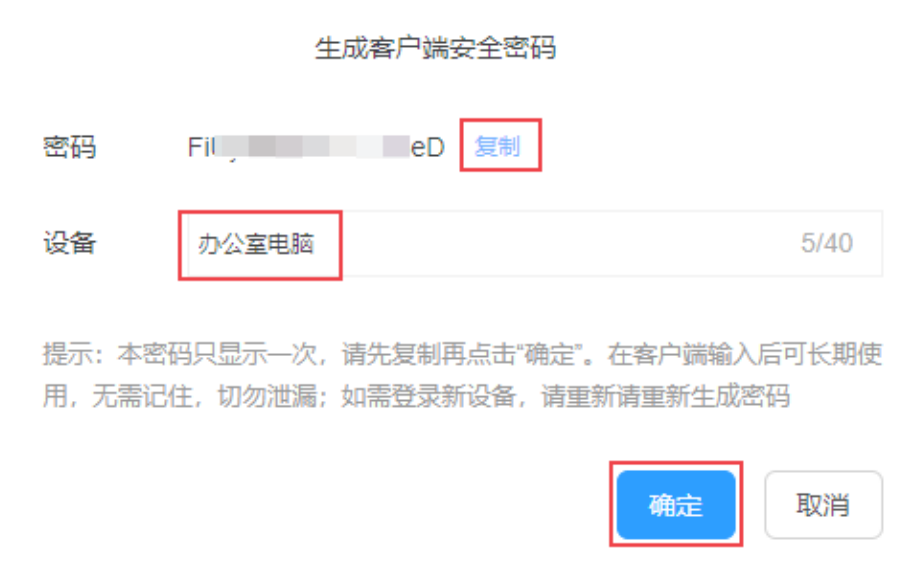 生成客户端安全密码
密码 Fi eD 复制
设备 办公室电脑 5/40
提示：本密码只显示一次，请先复制再点击“确定”。在客户端输入后可长期使
用，无需记住，切勿泄漏；如需登录新设备，请重新请重新生成密码
确定 取消